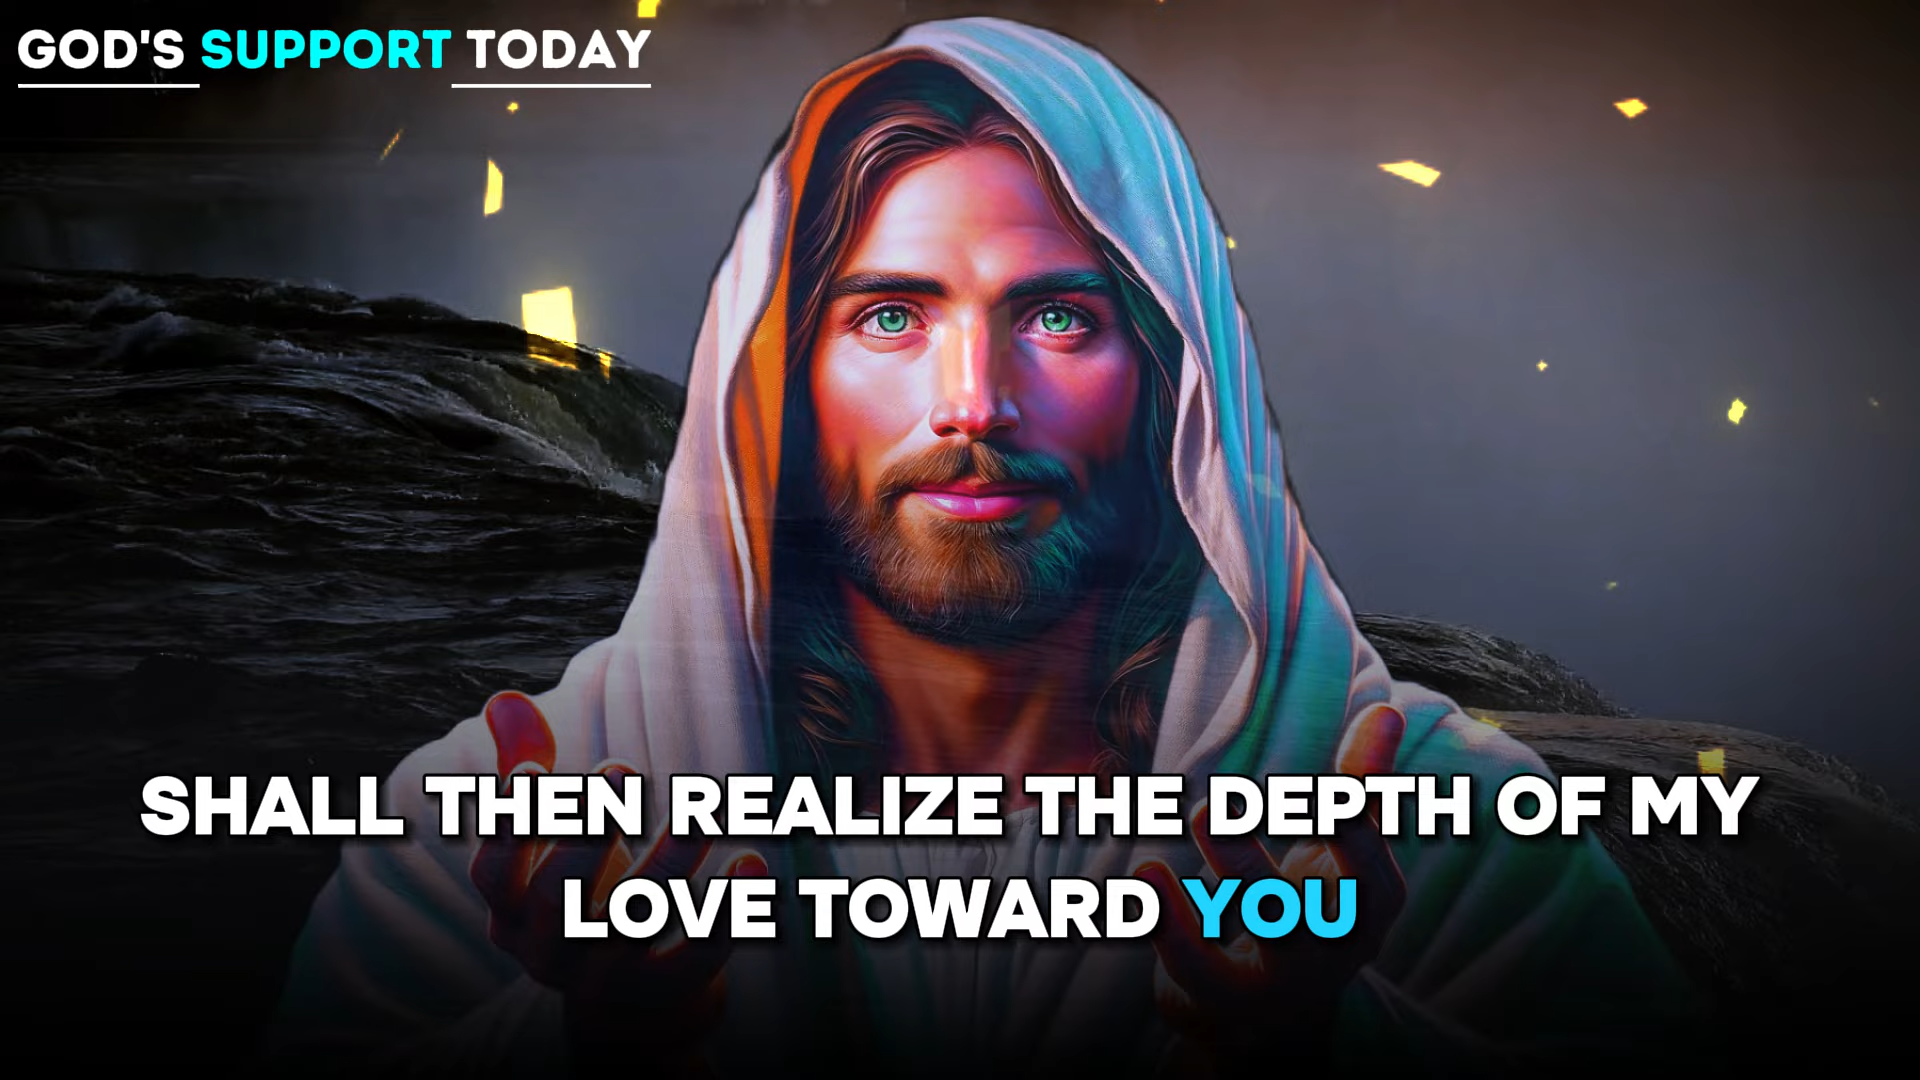 GOD'S SUPPORT TODAY
SHALL THEN REALIZE THE DEPTH OF MY
LOVE TOWARD YOU